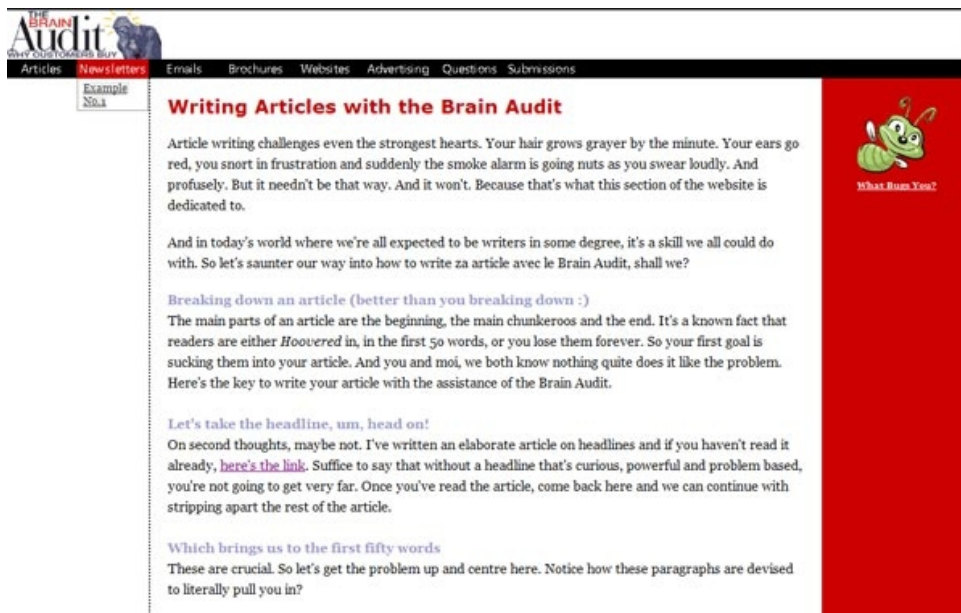 THE
BRAIN
Audit
WHY CUSTOMERS BUY
Articles Newsletters Emails Brochures Websites Advertising Questions Submissions
Example
No.1
Writing Articles with the Brain Audit
Article writing challenges even the strongest hearts. Your hair grows grayer by the minute. Your ears go
red, you snort in frustration and suddenly the smoke alarm is going nuts as you swear loudly. And
profusely. But it needn't be that way. And it won't. Because that's what this section of the website is
dedicated to.
And in today's world where we're all expected to be writers in some degree, it's a skill we all could do
with. So let's saunter our way into how to write za article avec le Brain Audit, shall we?
Breaking down an article (better than you breaking down :)
The main parts of an article are the beginning, the main chunkeroos and the end. It's a known fact that
readers are either Hoovered in, in the first 50 words, or you lose them forever. So your first goal is
sucking them into your article. And you and moi, we both know nothing quite does it like the problem.
Here's the key to write your article with the assistance of the Brain Audit.
Let's take the headline, um, head on!
On second thoughts, maybe not. I've written an elaborate article on headlines and if you haven't read it
already, here's the link. Suffice to say that without a headline that's curious, powerful and problem based,
you're not going to get very far. Once you've read the article, come back here and we can continue with
stripping apart the rest of the article.
Which brings us to the first fifty words
These are crucial. So let's get the problem up and centre here. Notice how these paragraphs are devised
to literally pull you in?
What Bugs You?